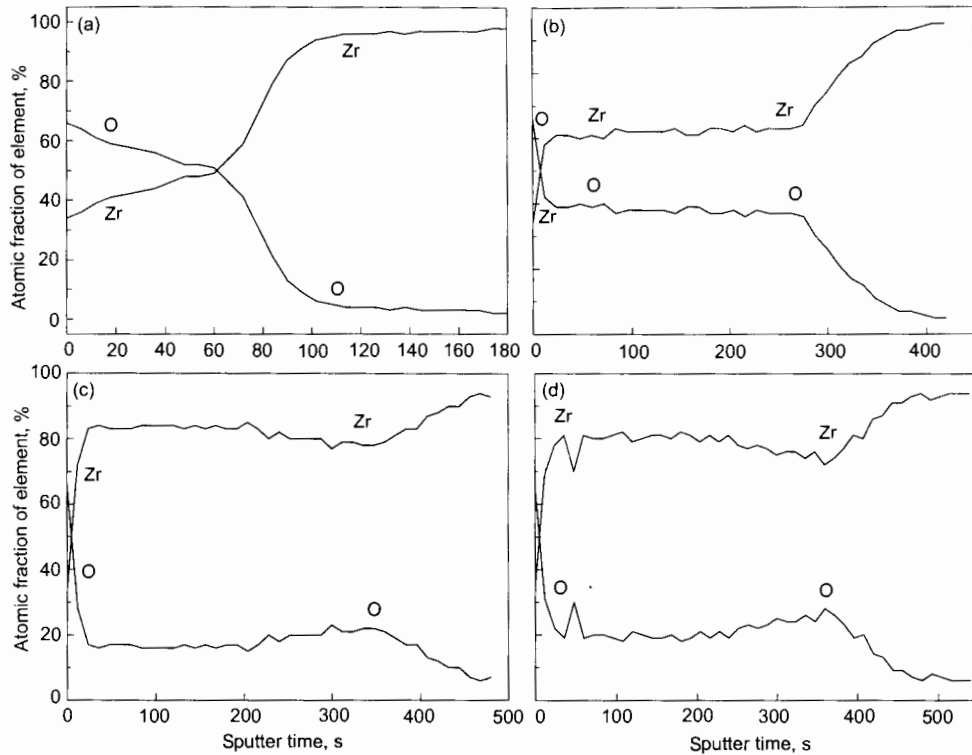 (a)
Atomic fraction of element, %
100
80
60
40
20
0
O
Zr
Zr
O
0 20 40 60 80 100 120 140 160 180
(b)
O
Zr
Zr
Zr
O
O
0 100 200 300 400
(c)
Atomic fraction of element, %
100
80
60
40
20
0
Zr
Zr
O
O
0 100 200 300 400 500
Sputter time, s
(d)
Zr
Zr
O
O
0 100 200 300 400 500
Sputter time, s